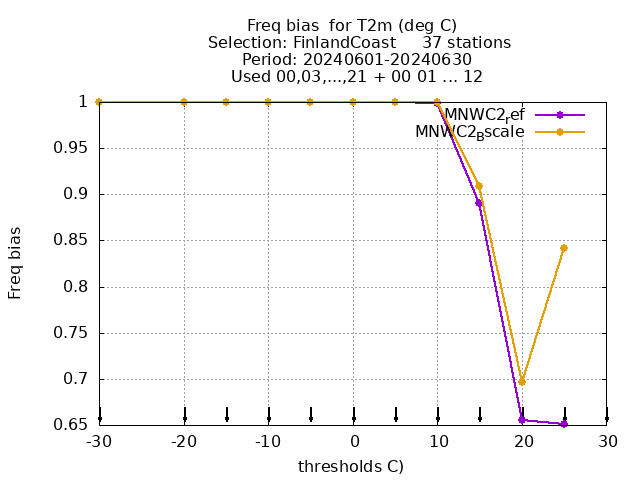 Freq bias for T2m (deg C)
Selection: FinlandCoast 37 stations
Period: 20240601-20240630
Used 00,03,...,21 + 00 01 ... 12
MNWC2ref
MNWC2Bscale
1
0.95
0.9
0.85
0.8
0.75
0.7
0.65
Freq bias
-30 -20 -10 0 10 20 30
thresholds C)